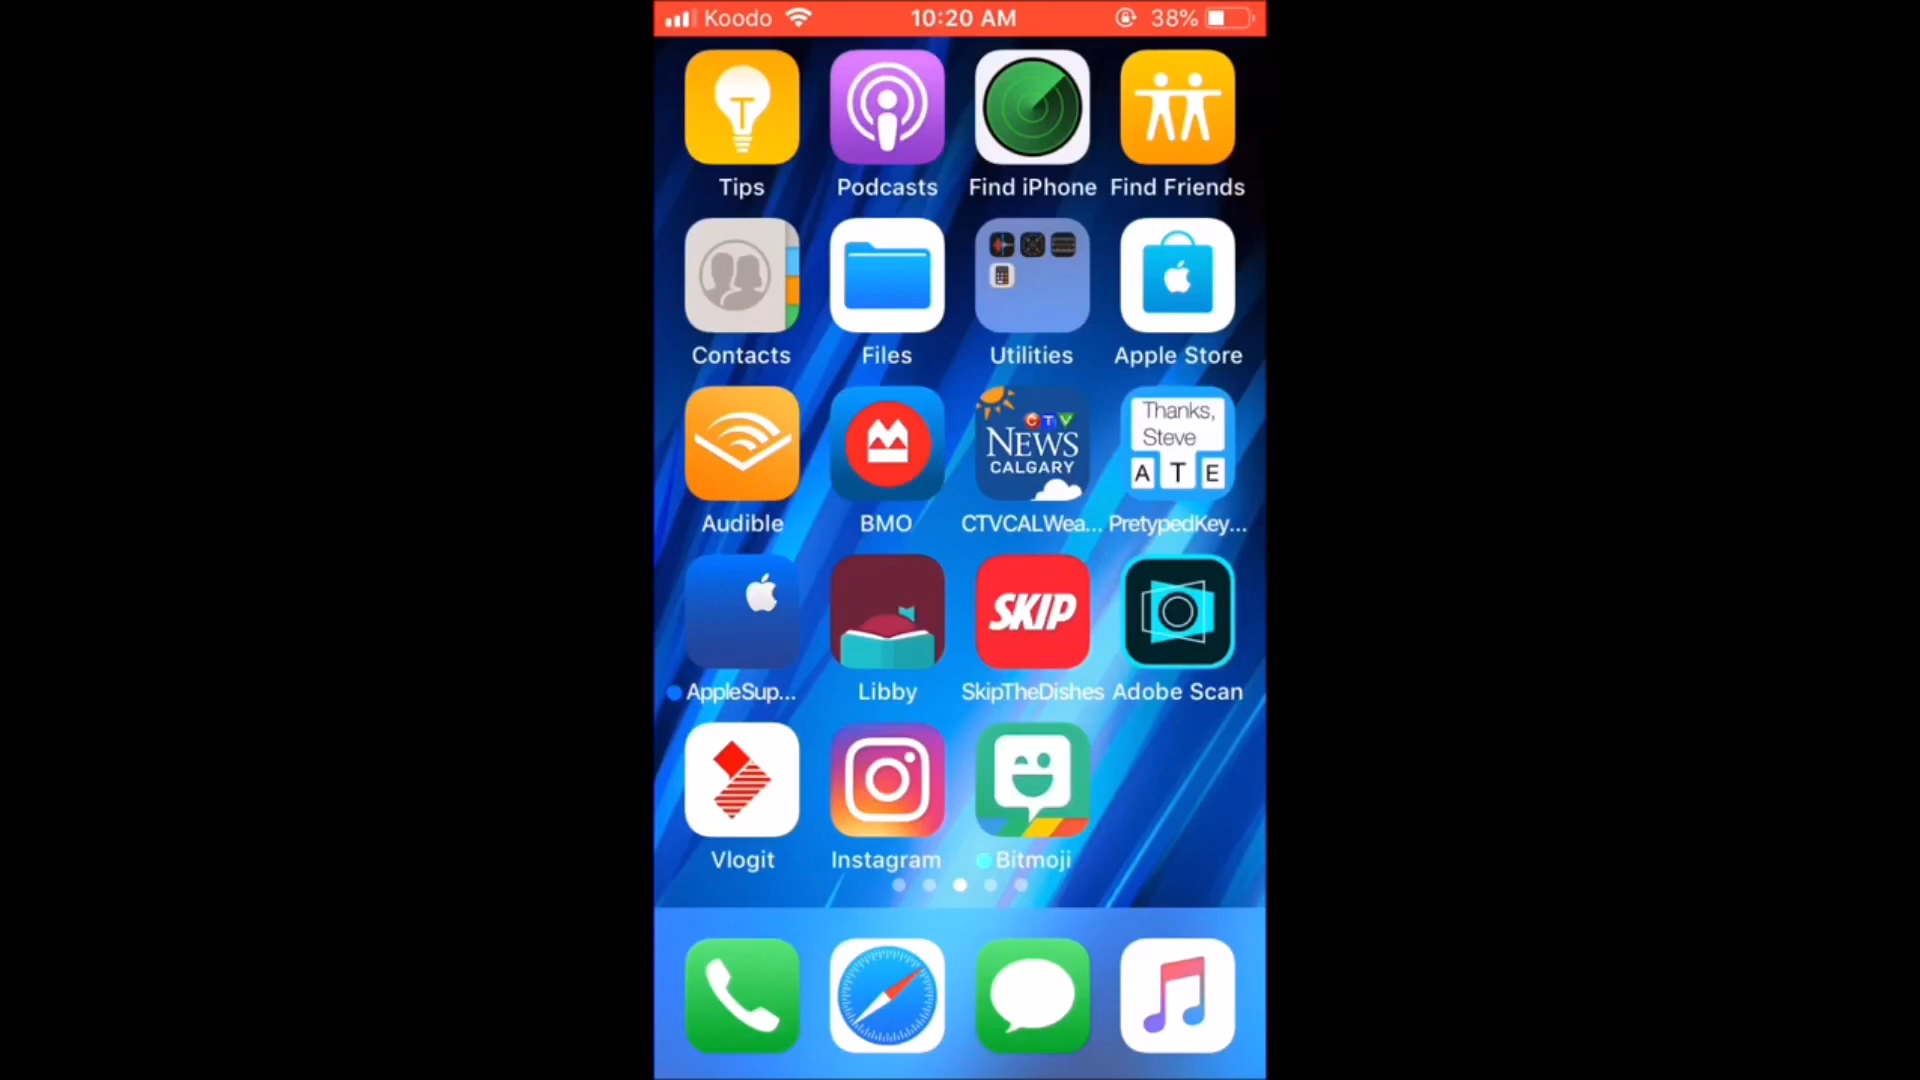 Koodo 10:20 AM 38%
Tips Podcasts Find iPhone Find Friends
Contacts Files Utilities Apple Store
CTV
NEWS
CALGARY
Thanks,
Steve
A T E
Audible BMO CTVCALWea... PretypedKey...
SKIP
AppleSup... Libby SkipTheDishes Adobe Scan
Vlogit Instagram Bitmoji